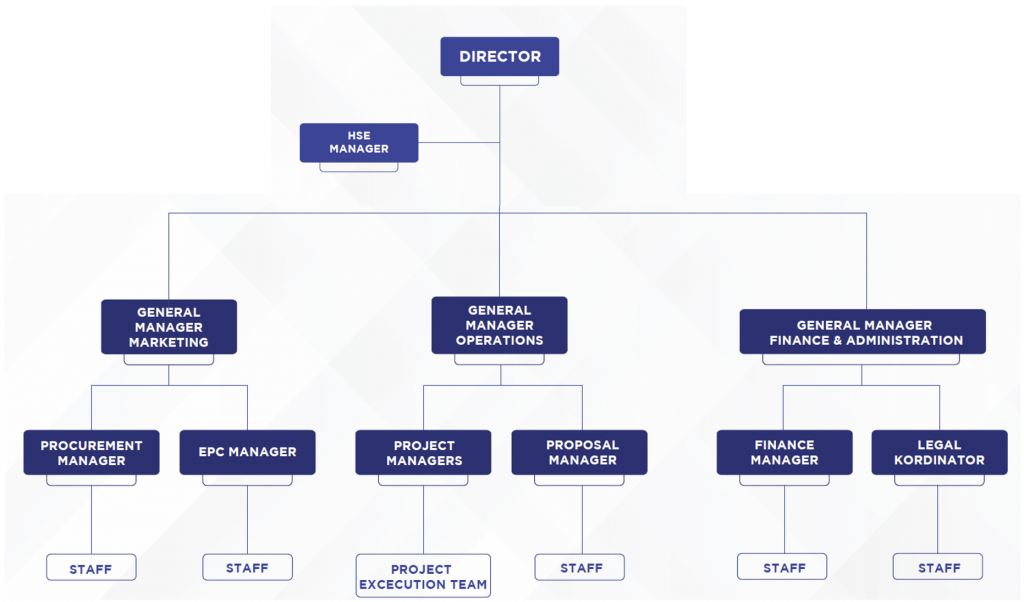 DIRECTOR
HSE
MANAGER
GENERAL
MANAGER
MARKETING
GENERAL
MANAGER
OPERATIONS
GENERAL MANAGER
FINANCE & ADMINISTRATION
PROCUREMENT
MANAGER
EPC MANAGER
PROJECT
MANAGERS
PROPOSAL
MANAGER
FINANCE
MANAGER
LEGAL
KORDINATOR
STAFF
STAFF
PROJECT
EXCECUTION TEAM
STAFF
STAFF
STAFF